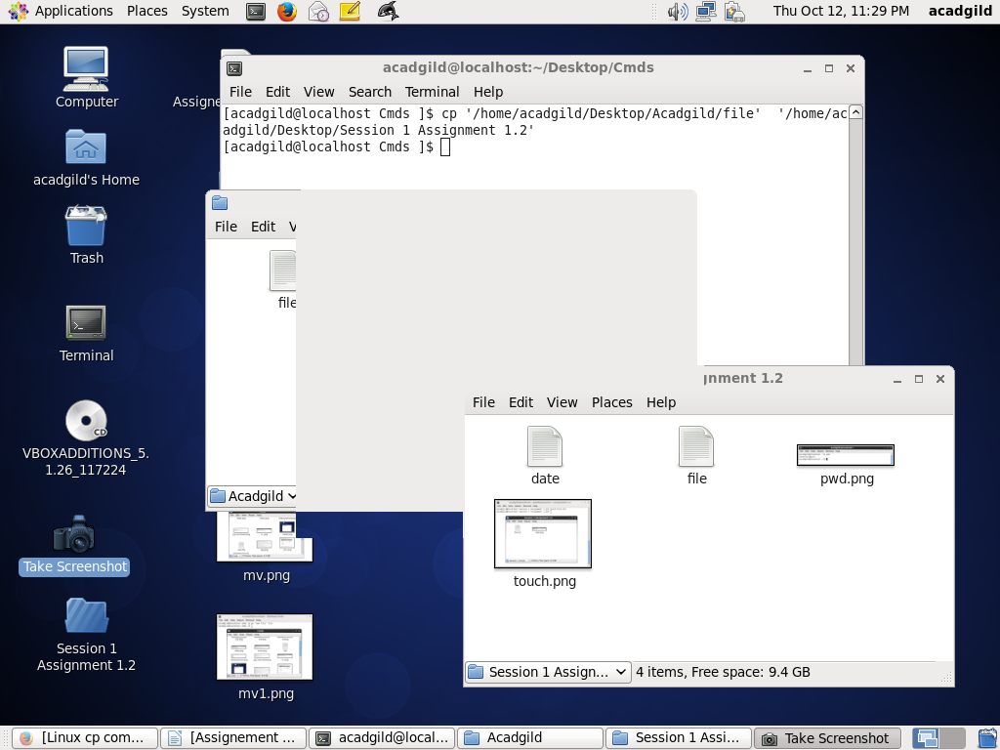 Applications Places System
Thu Oct 12, 11:29 PM acadgild
Computer
acadgild's Home
Trash
Terminal
CD
VBOXADDITIONS_5.
1.26_117224
Take Screenshot
Session 1
Assignment 1.2
Assigne
acadgild@localhost:~/Desktop/Cmds
File Edit View Search Terminal Help
[acadgild@localhost Cmds ]$ cp '/home/acadgild/Desktop/Acadgild/file'  '/home/ac
adgild/Desktop/Session 1 Assignment 1.2'
[acadgild@localhost Cmds ]$
File Edit V
file
Acadgild
mv.png
mv1.png
gnment 1.2
File Edit View Places Help
date
file
pwd.png
touch.png
Session 1 Assign...
4 items, Free space: 9.4 GB
[Linux cp com...
[Assignement ...
acadgild@local...
Acadgild
Session 1 Assi...
Take Screenshot